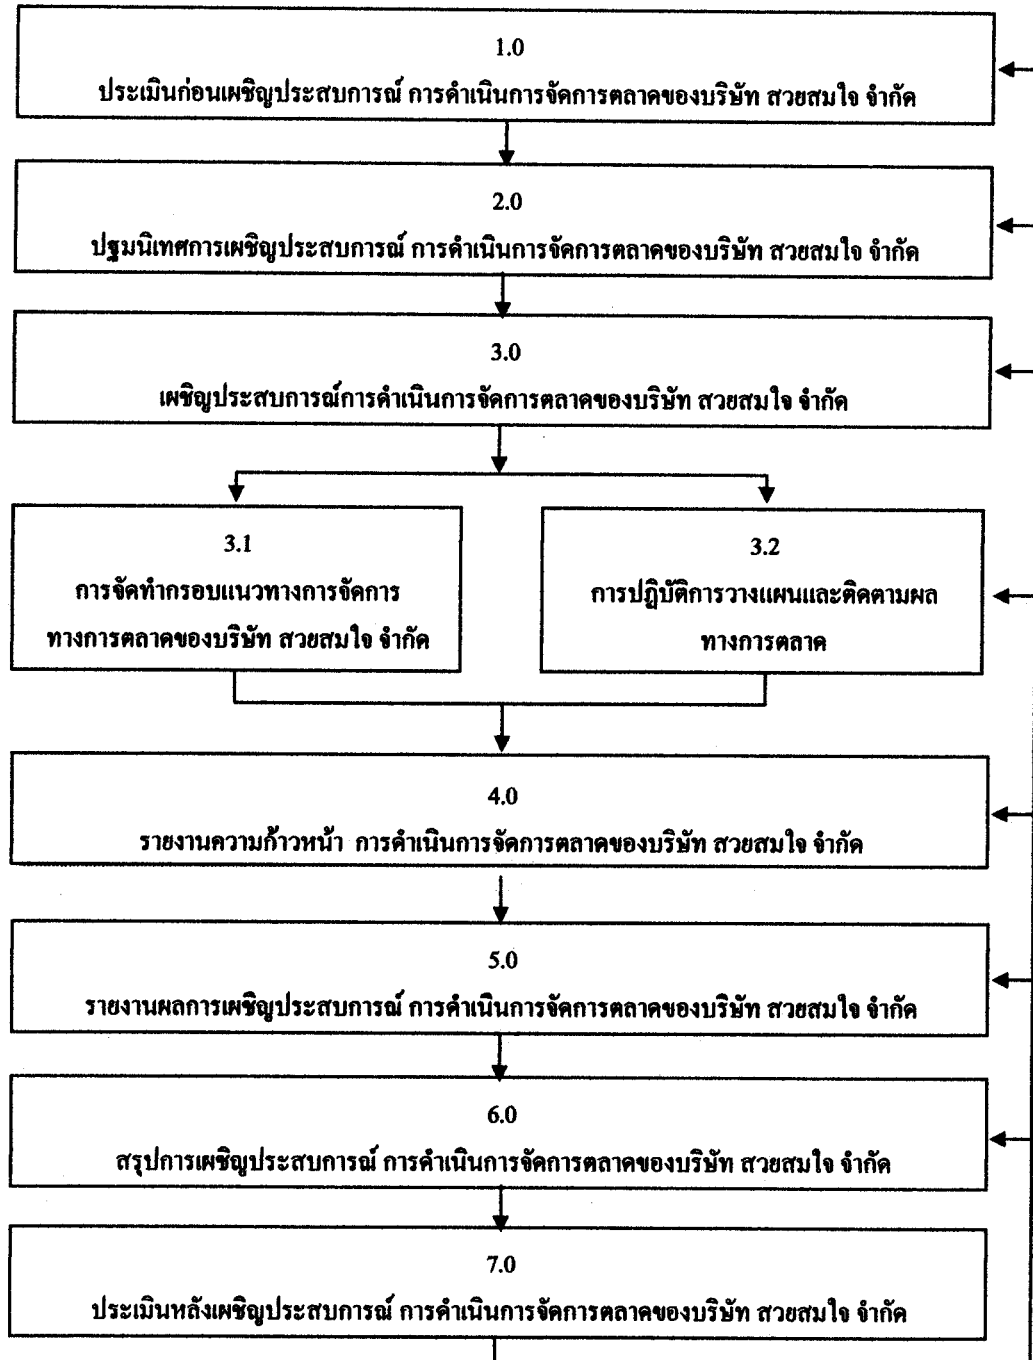 1.0
ประเมินก่อนเผชิญประสบการณ์ การดำเนินการจัดการตลาดของบริษัท สวยสมใจ จำกัด
2.0
ปฐมนิเทศการเผชิญประสบการณ์ การดำเนินการจัดการตลาดของบริษัท สวยสมใจ จำกัด
3.0
เผชิญประสบการณ์การดำเนินการจัดการตลาดของบริษัท สวยสมใจ จำกัด
3.1
การจัดทำกรอบแนวทางการจัดการ
ทางการตลาดของบริษัท สวยสมใจ จำกัด
3.2
การปฏิบัติการวางแผนและติดตามผล
ทางการตลาด
4.0
รายงานความก้าวหน้า การดำเนินการจัดการตลาดของบริษัท สวยสมใจ จำกัด
5.0
รายงานผลการเผชิญประสบการณ์ การดำเนินการจัดการตลาดของบริษัท สวยสมใจ จำกัด
6.0
สรุปการเผชิญประสบการณ์ การดำเนินการจัดการตลาดของบริษัท สวยสมใจ จำกัด
7.0
ประเมินหลังเผชิญประสบการณ์ การดำเนินการจัดการตลาดของบริษัท สวยสมใจ จำกัด